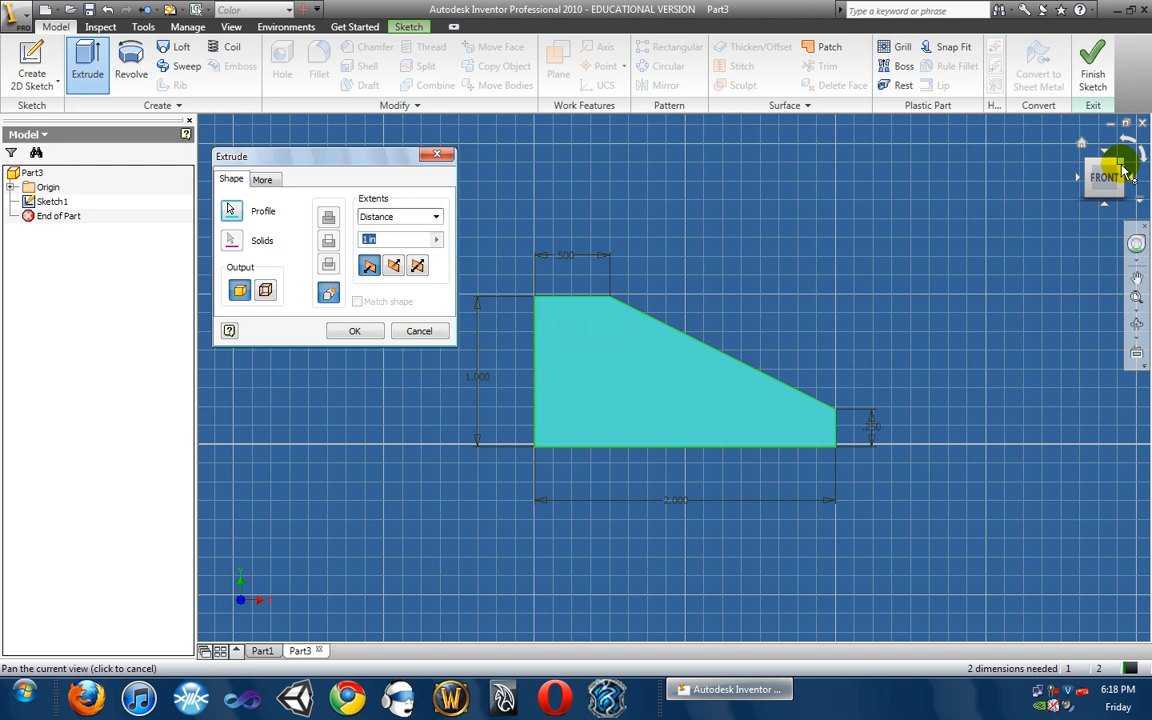 Color
Autodesk Inventor Professional 2010 - EDUCATIONAL VERSION Part3
Type a keyword or phrase
PRO
Model Inspect Tools Manage View Environments Get Started Sketch
Create 2D Sketch
Extrude
Revolve
Loft
Sweep
Rib
Coil
Emboss
Hole
Fillet
Chamfer
Shell
Draft
Thread
Split
Combine
Move Face
Copy Object
Move Bodies
Plane
Axis
Point
UCS
Rectangular
Circular
Mirror
Thicken/Offset
Stitch
Sculpt
Patch
Trim
Delete Face
Grill
Boss
Rest
Snap Fit
Rule Fillet
Lip
Convert to Sheet Metal
Finish Sketch
Sketch Create Modify Work Features Pattern Surface Plastic Part H... Convert Exit
Model
Part3
Origin
Sketch1
End of Part
Extrude
Shape More
Profile
Solids
Output
Extents
Distance
1 in
Match shape
OK Cancel
FRONT
.500
1.000
.250
2.000
Y
X
Part1 Part3
Pan the current view (click to cancel)
2 dimensions needed 1 2
Autodesk Inventor ...
6:18 PM
Friday